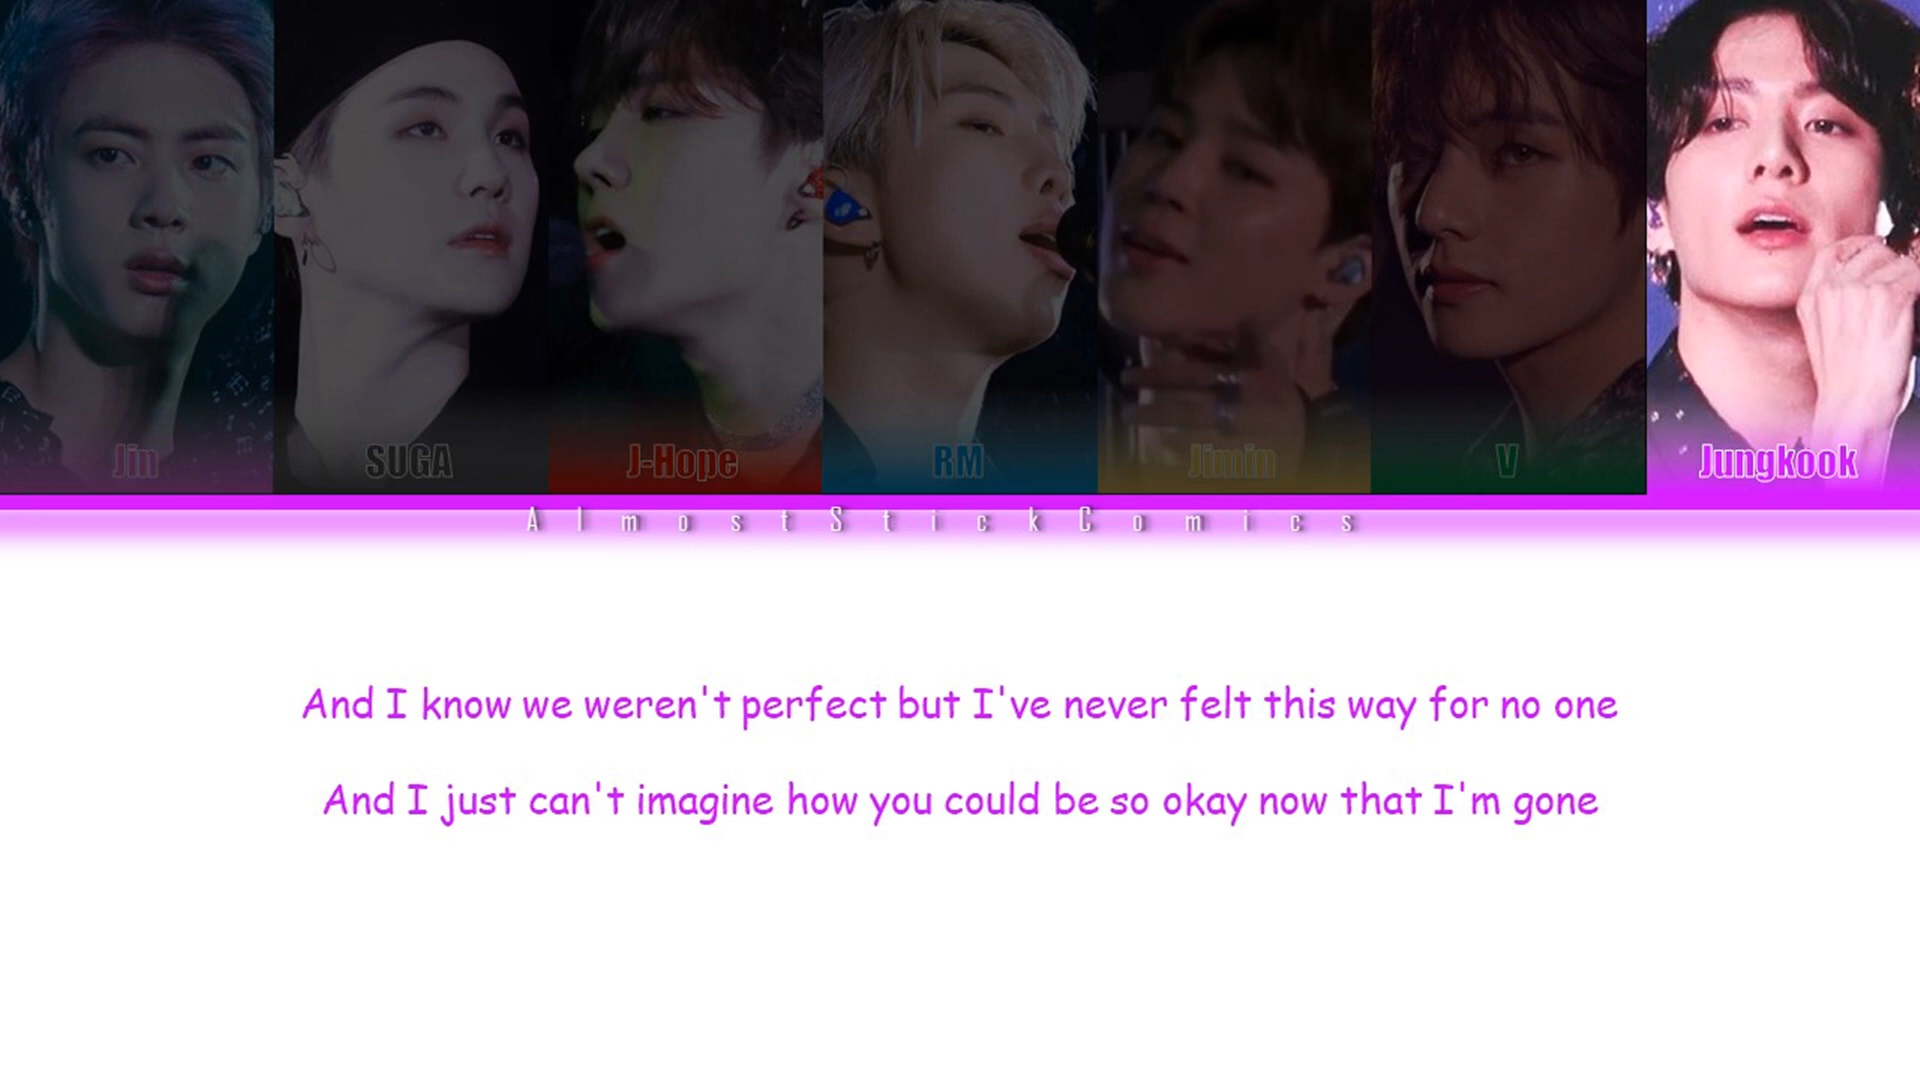 Jin SUGA J-Hope RM Jimin V Jungkook
AlmostStickComics
And I know we weren't perfect but I've never felt this way for no one
And I just can't imagine how you could be so okay now that I'm gone